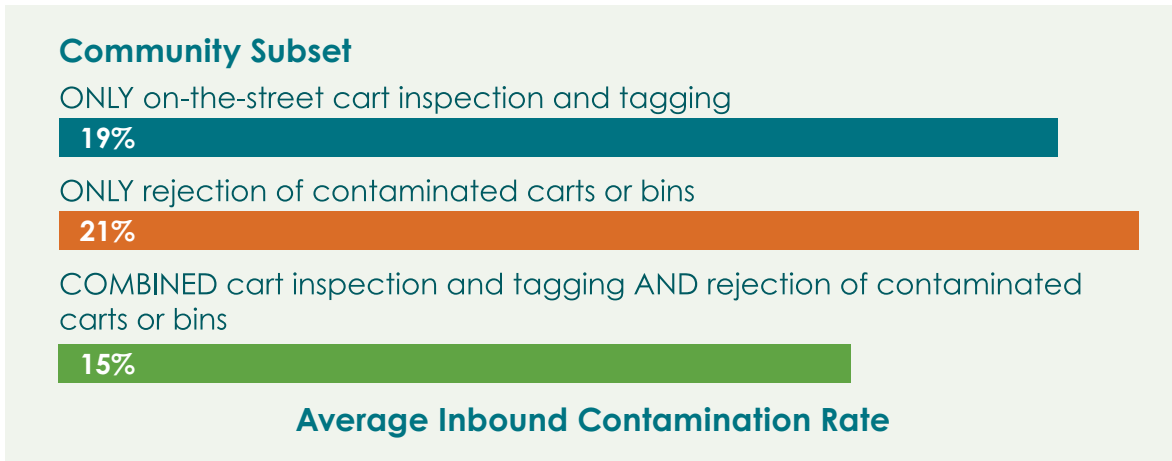 Community Subset
ONLY on-the-street cart inspection and tagging
19%
ONLY rejection of contaminated carts or bins
21%
COMBINED cart inspection and tagging AND rejection of contaminated
carts or bins
15%
Average Inbound Contamination Rate